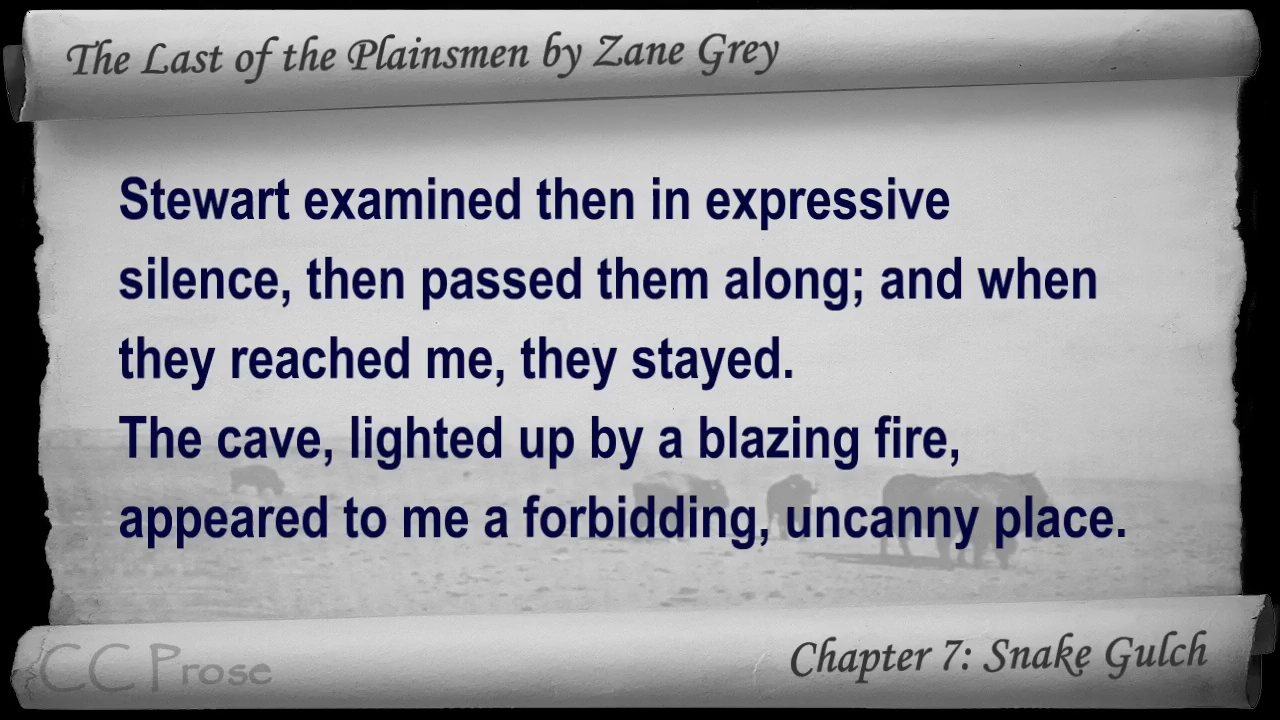 The Last of the Plainsmen by Zane Grey
Stewart examined then in expressive
silence, then passed them along; and when
they reached me, they stayed.
The cave, lighted up by a blazing fire,
appeared to me a forbidding, uncanny place.
CC Prose
Chapter 7: Snake Gulch